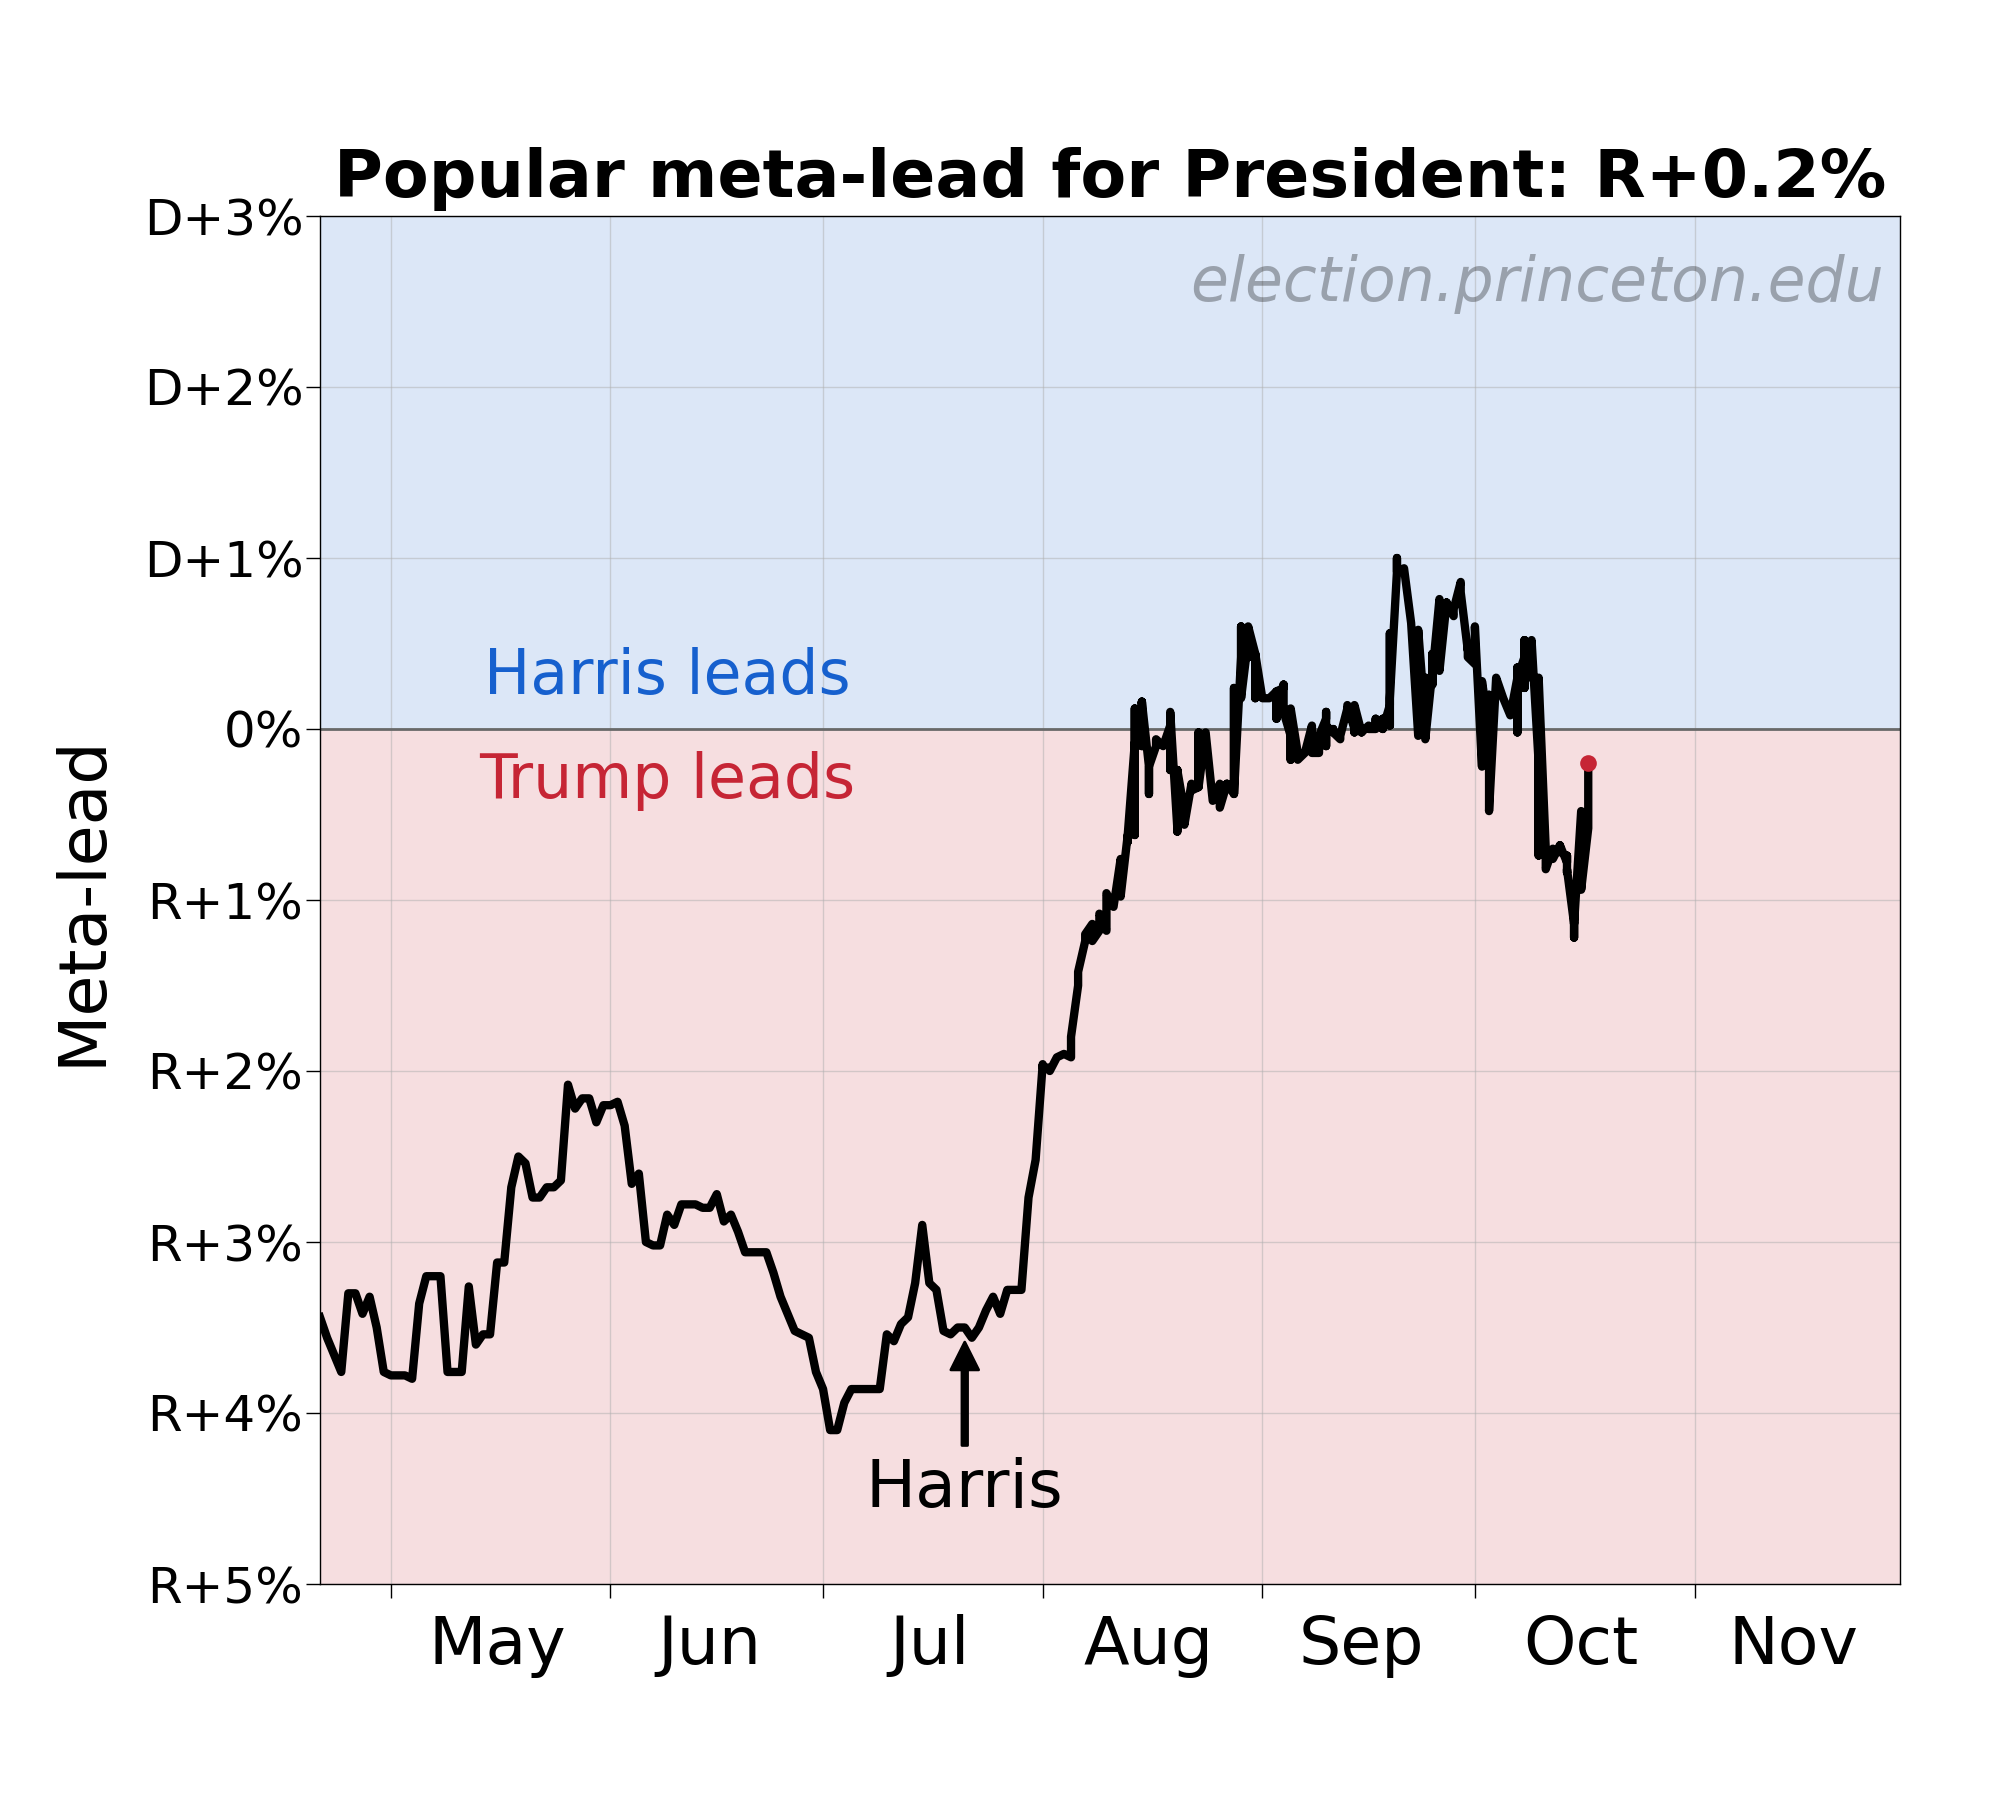 Popular meta-lead for President: R+0.2%
election.princeton.edu
D+3%
D+2%
D+1%
0%
R+1%
R+2%
R+3%
R+4%
R+5%
Meta-lead
Harris leads
Trump leads
Harris
May Jun Jul Aug Sep Oct Nov